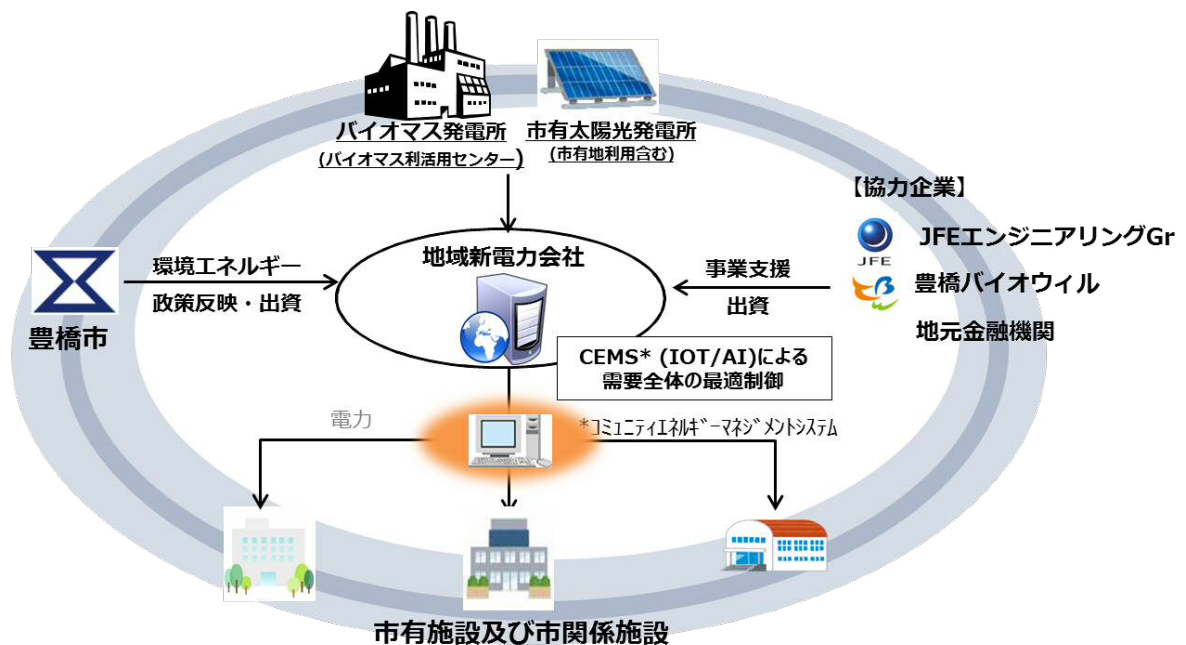 バイオマス発電所
(バイオマス利活用センター)
市有太陽光発電所
(市有地利用含む)
【協力企業】
JFE
JFEエンジニアリングGr
豊橋バイオウィル
地元金融機関
地域新電力会社
環境エネルギー
政策反映・出資
豊橋市
事業支援
出資
CEMS* (IOT/AI)による
需要全体の最適制御
電力
*コミュニティエネルギーマネジメントシステム
市有施設及び市関係施設